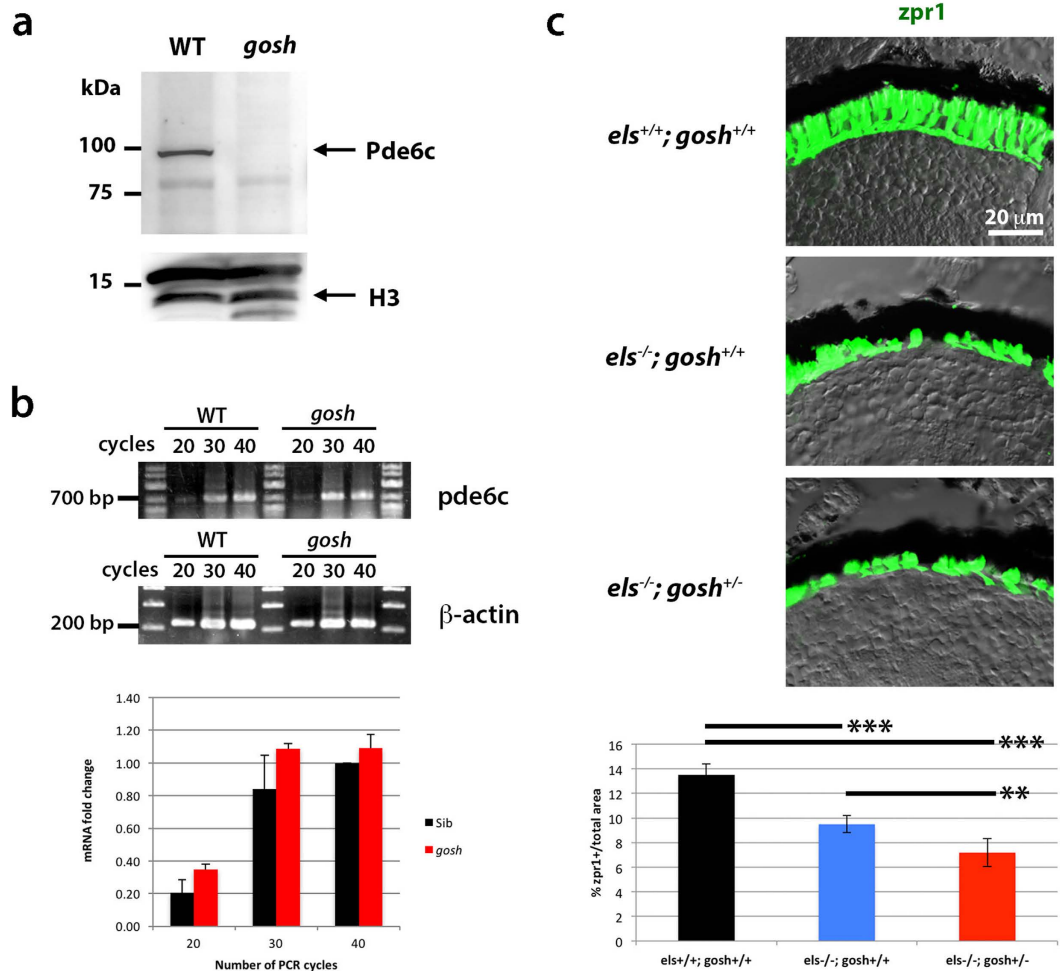 a
WT gosh
kDa
100
Pde6c
75
15
H3
b
WT gosh
cycles 20 30 40 20 30 40
700 bp
pde6c
WT gosh
cycles 20 30 40 20 30 40
200 bp
β-actin
1.40
1.20
1.00
0.80
0.60
0.40
0.20
0.00
mRNA fold change
20 30 40
Number of PCR cycles
Sib
gosh
c
zpr1
els+/+; gosh+/+
20 μm
els-/-; gosh+/+
els-/-; gosh+/-
***
***
**
16
14
12
10
8
6
4
2
0
% zpr1+/total area
els+/+; gosh+/+ els-/-; gosh+/+ els-/-; gosh+/-